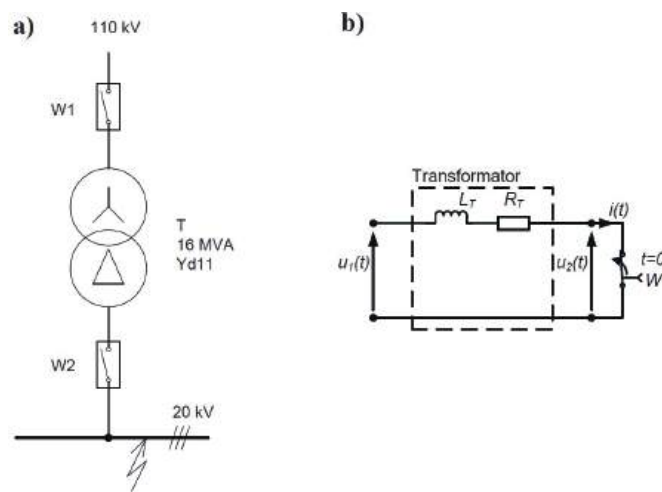 a)
110 kV
W1
T
16 MVA
Yd11
W2
20 kV
b)
Transformator
L_T R_T i(t)
u_1(t) u_2(t) t=0
W